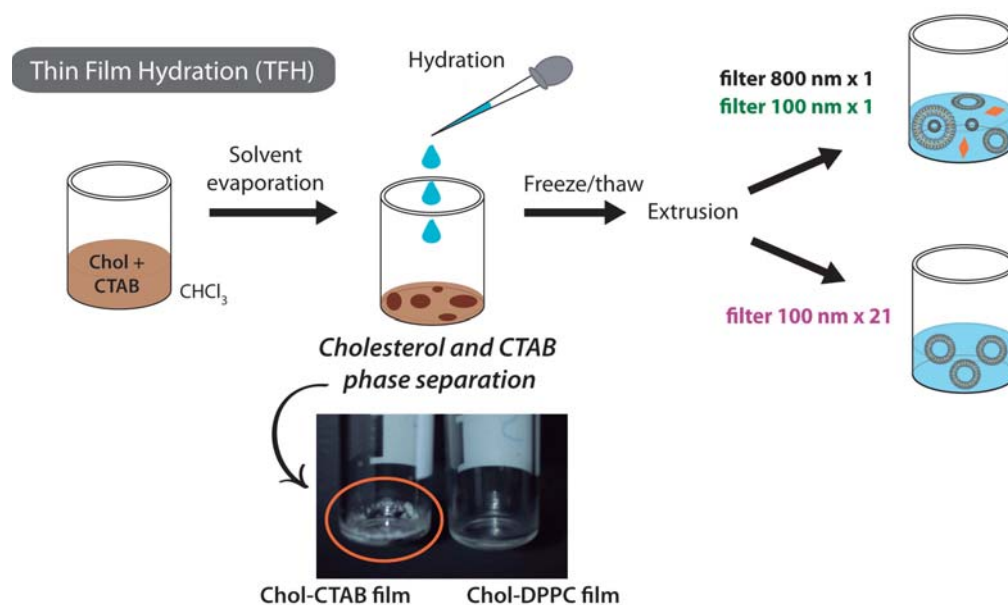 Thin Film Hydration (TFH)
Hydration
filter 800 nm x 1
filter 100 nm x 1
Solvent
evaporation
Freeze/thaw
Extrusion
Chol +
CTAB
CHCl₃
filter 100 nm x 21
Cholesterol and CTAB
phase separation
Chol-CTAB film
Chol-DPPC film